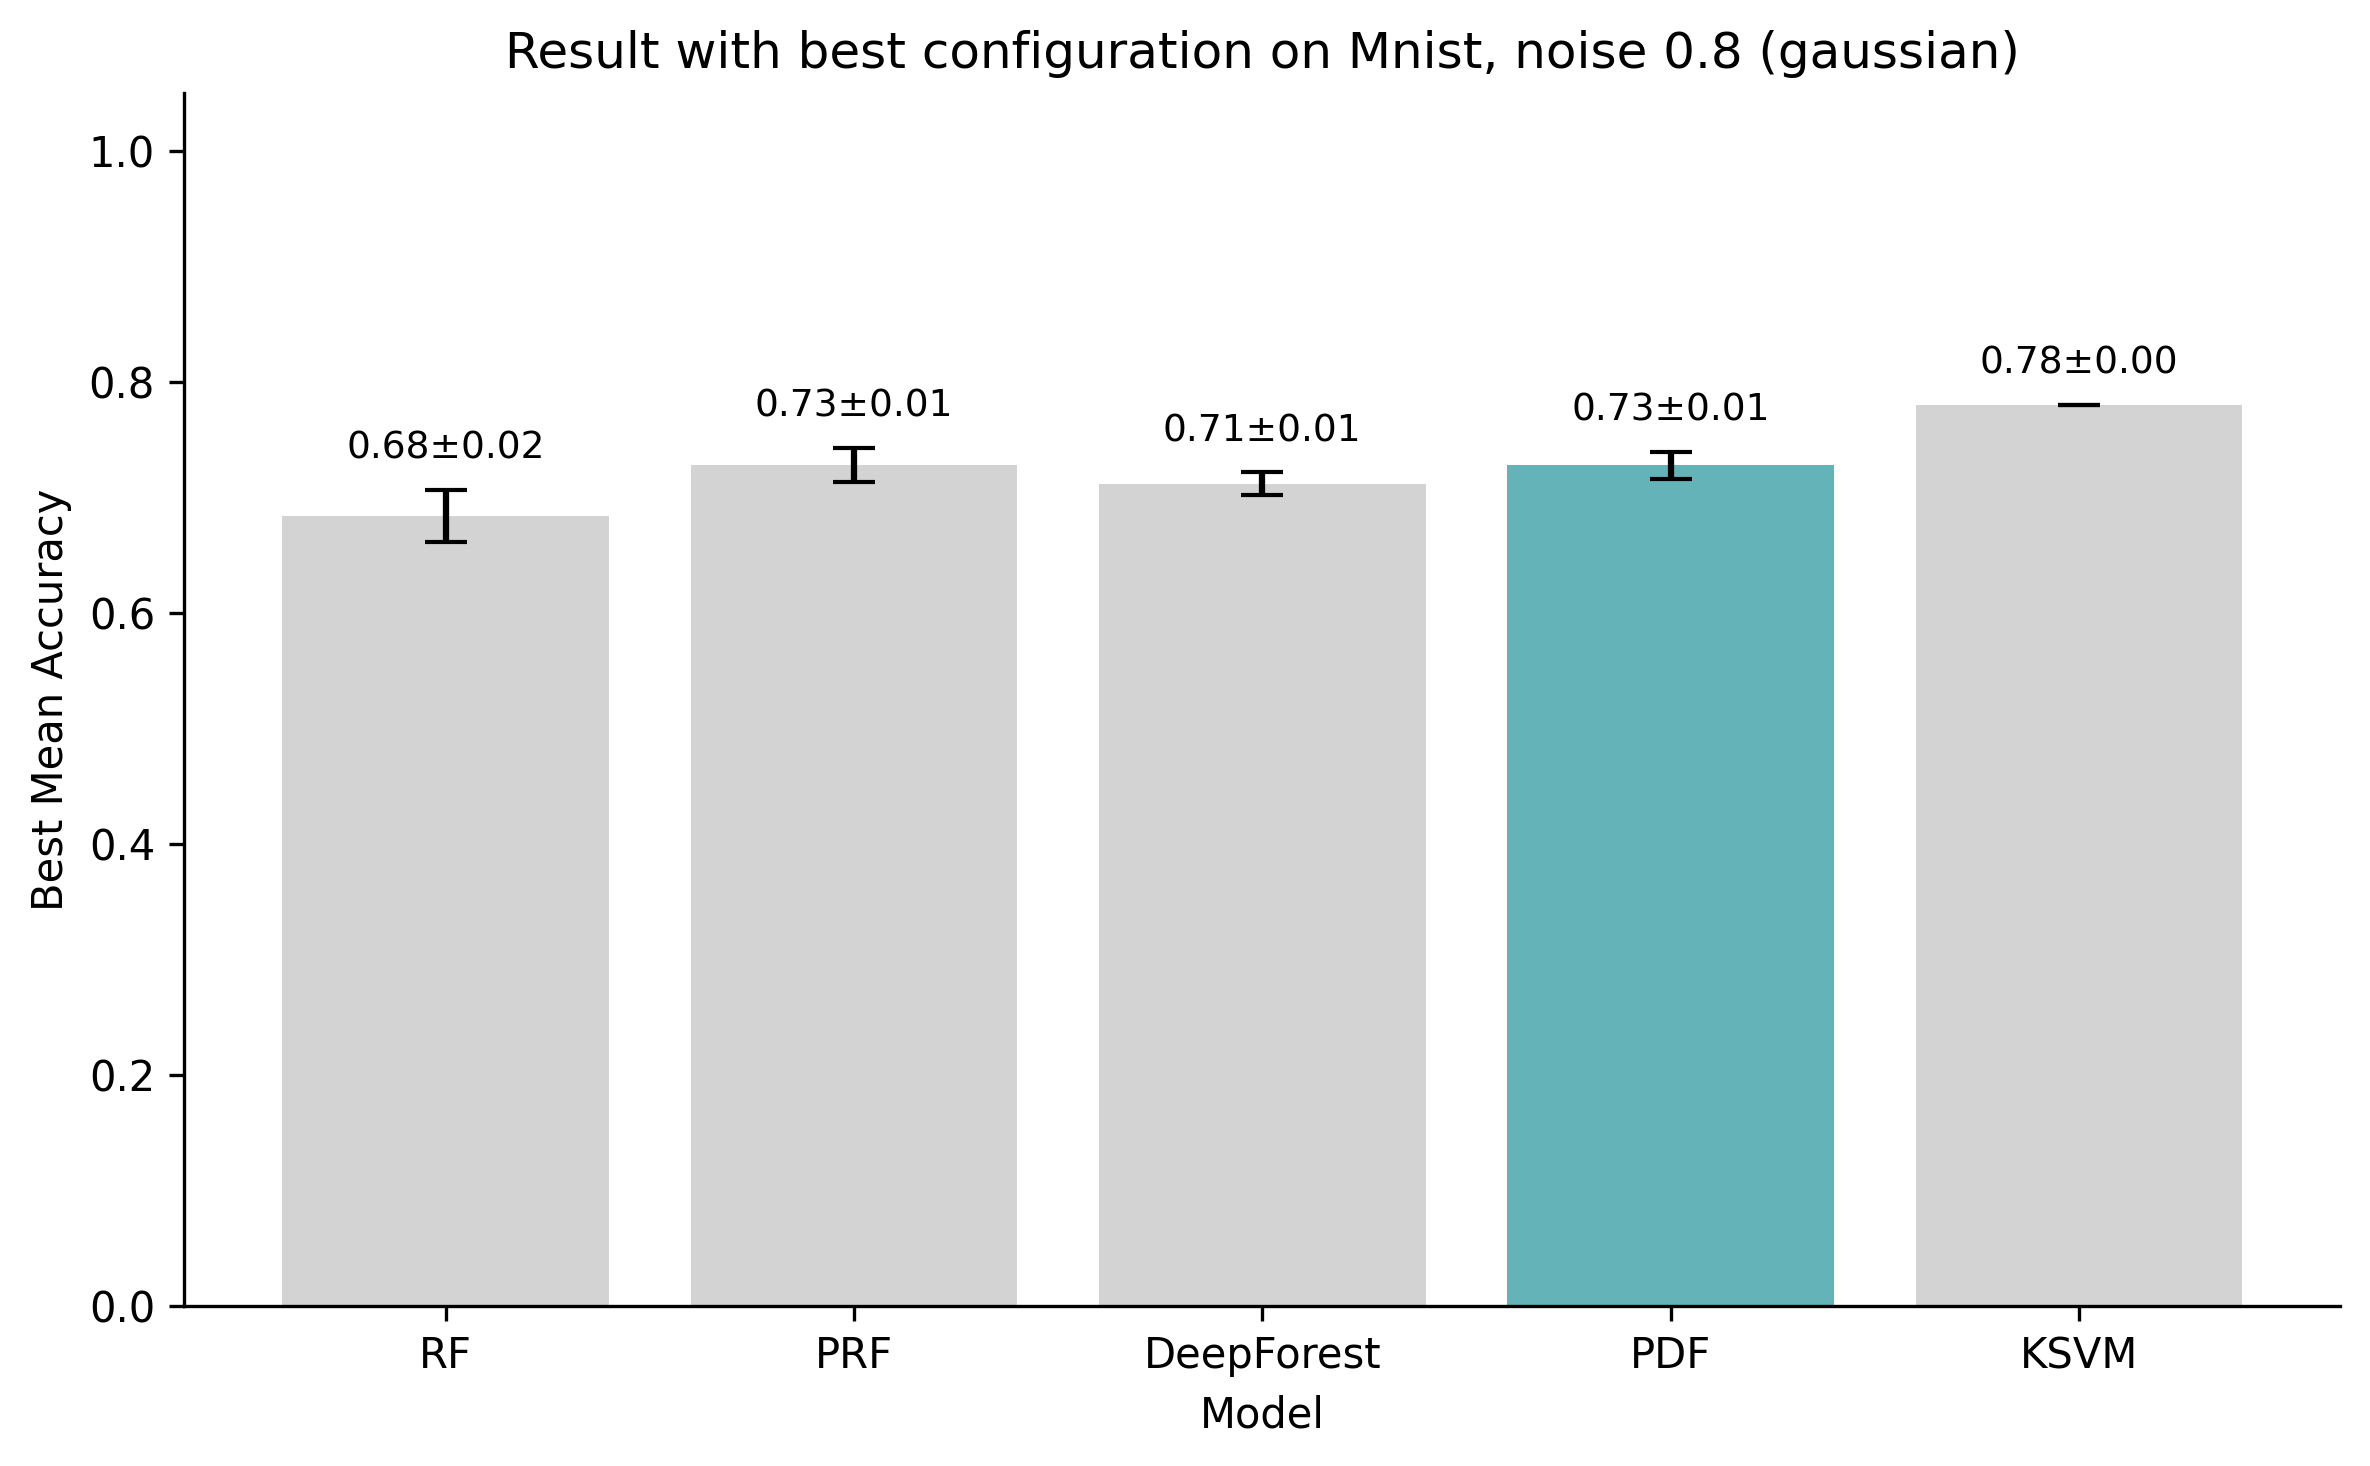 Result with best configuration on Mnist, noise 0.8 (gaussian)
Best Mean Accuracy
1.0
0.8
0.6
0.4
0.2
0.0
0.68±0.02
0.73±0.01
0.71±0.01
0.73±0.01
0.78±0.00
RF PRF DeepForest PDF KSVM
Model